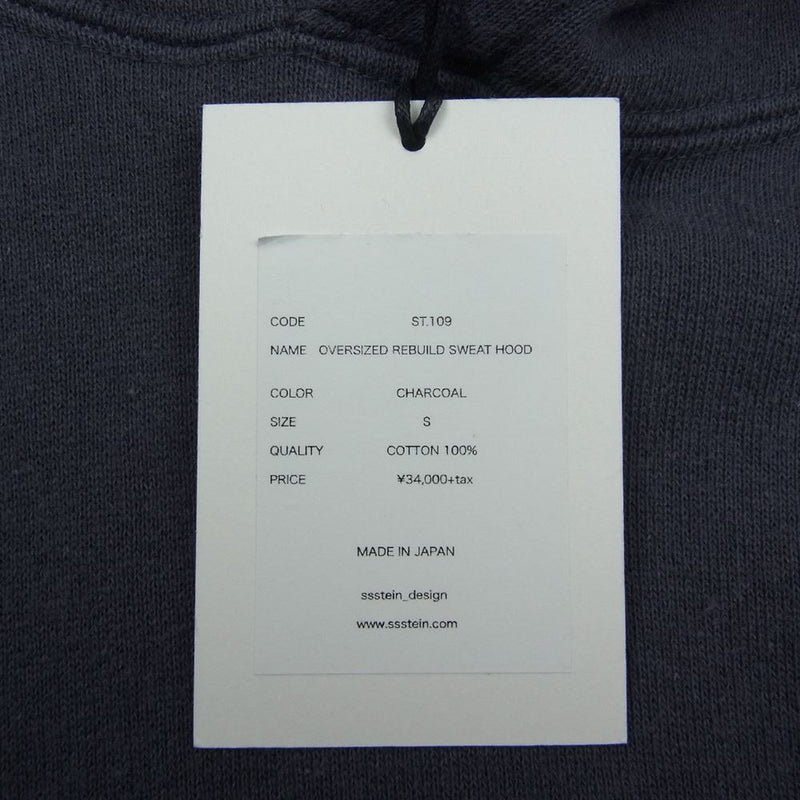 CODE ST.109
NAME OVERSIZED REBUILD SWEAT HOOD
COLOR CHARCOAL
SIZE S
QUALITY COTTON 100%
PRICE ¥34,000+tax
MADE IN JAPAN
ssstein_design
www.ssstein.com